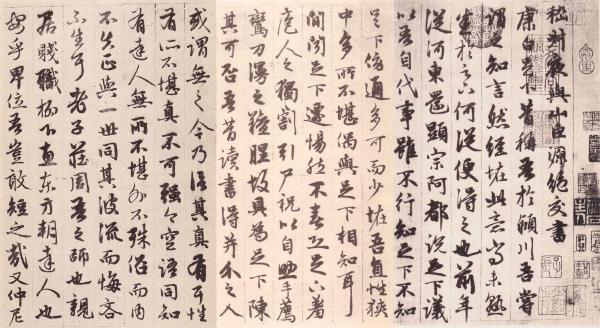 嵇叔夜與山巨源絕交書
康白足下昔稱吾於潁川吾嘗
謂之知言然經怪此意尚未熟
悉於足下何從便得之也前年
從河東還顯宗阿都說足下議
以吾自代事雖不行知足下不知
足下傍通多可而少怪吾直性狹
中多所不堪偶與足下相知耳
間聞足下遷惕然不喜恐足下羞
庖人之獨割引尸祝以自助手薦
鸞刀漫之羶腥故具為足下陳
其可否吾昔讀書得并介之人
或謂無之今乃信其真有耳性
有所不堪真不可強今空語同知
有達人無所不堪外不殊俗而內
不失正與一世同其波流而悔吝
不生耳老子莊周吾之師也親
居賤職柳下惠東方朔達人也
安乎卑位吾豈敢短之哉又仲尼